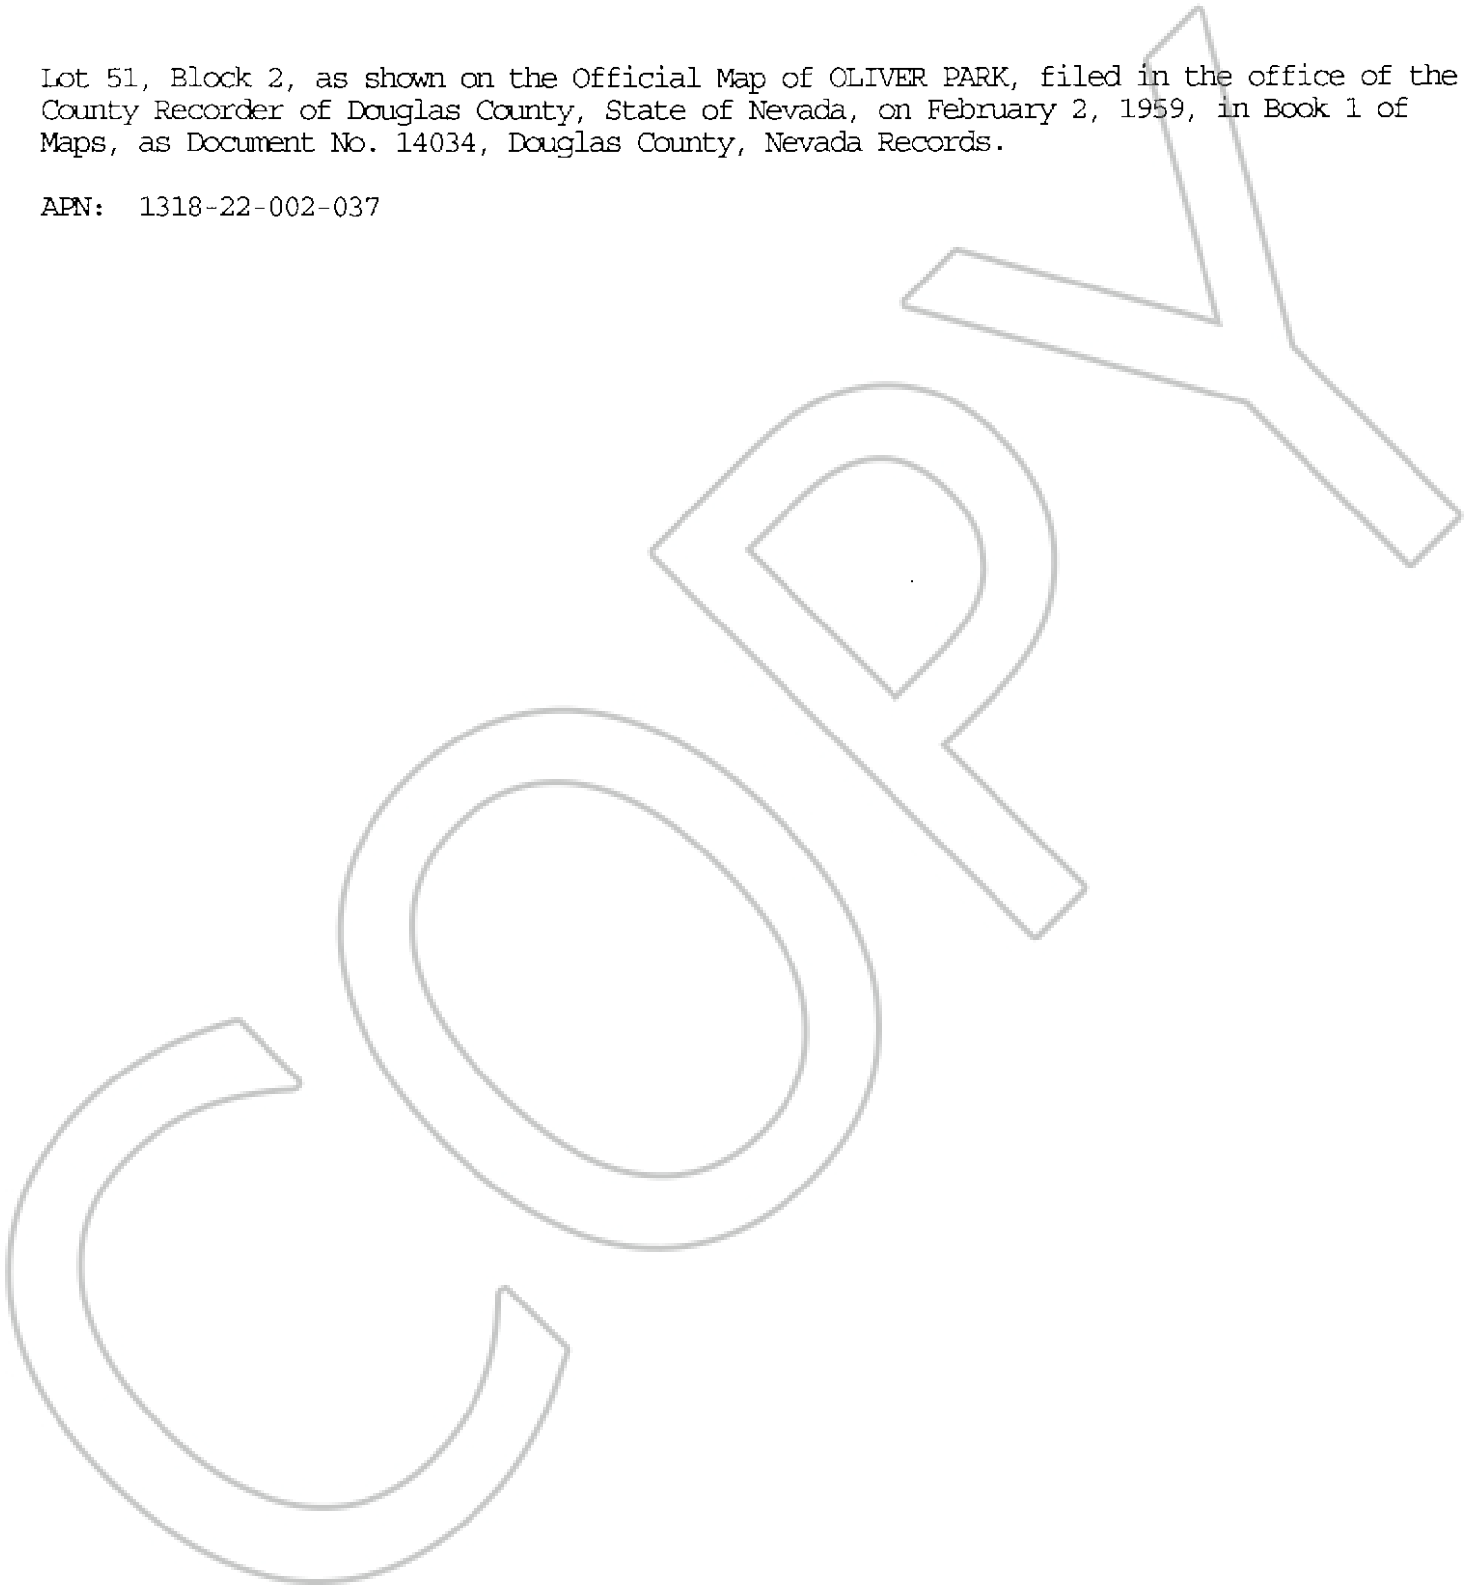 Lot 51, Block 2, as shown on the Official Map of OLIVER PARK, filed in the office of the
County Recorder of Douglas County, State of Nevada, on February 2, 1959, in Book 1 of
Maps, as Document No. 14034, Douglas County, Nevada Records.
APN: 1318-22-002-037
COPY